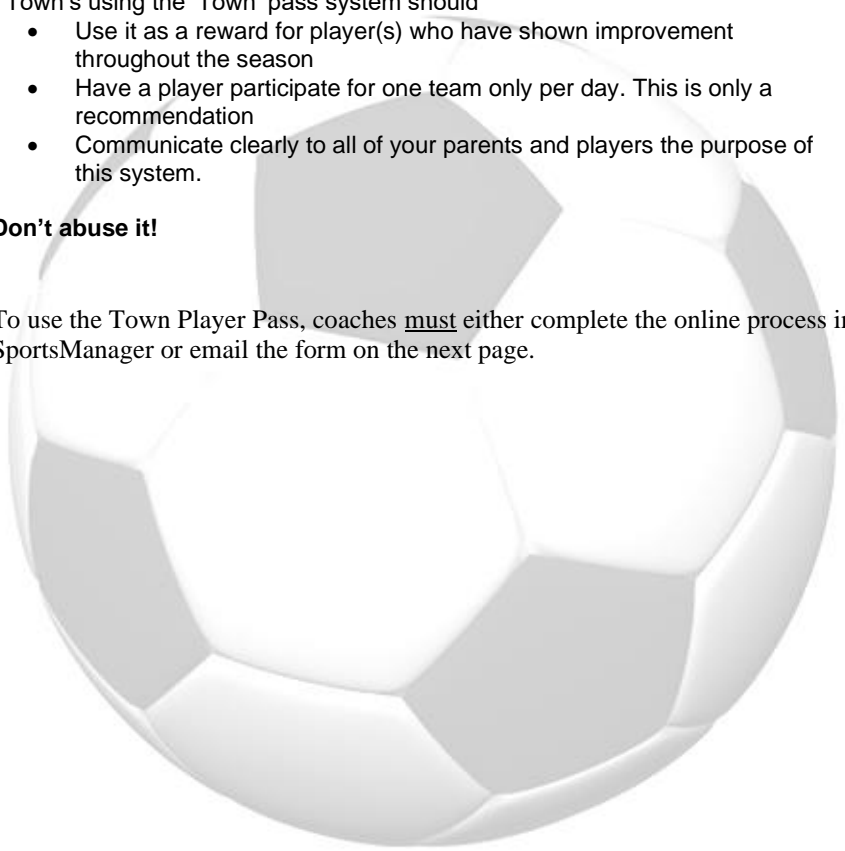 Town's using the 'Town' pass system should
• Use it as a reward for player(s) who have shown improvement
throughout the season
• Have a player participate for one team only per day. This is only a
recommendation
• Communicate clearly to all of your parents and players the purpose of
this system.
Don't abuse it!
To use the Town Player Pass, coaches must either complete the online process in
SportsManager or email the form on the next page.